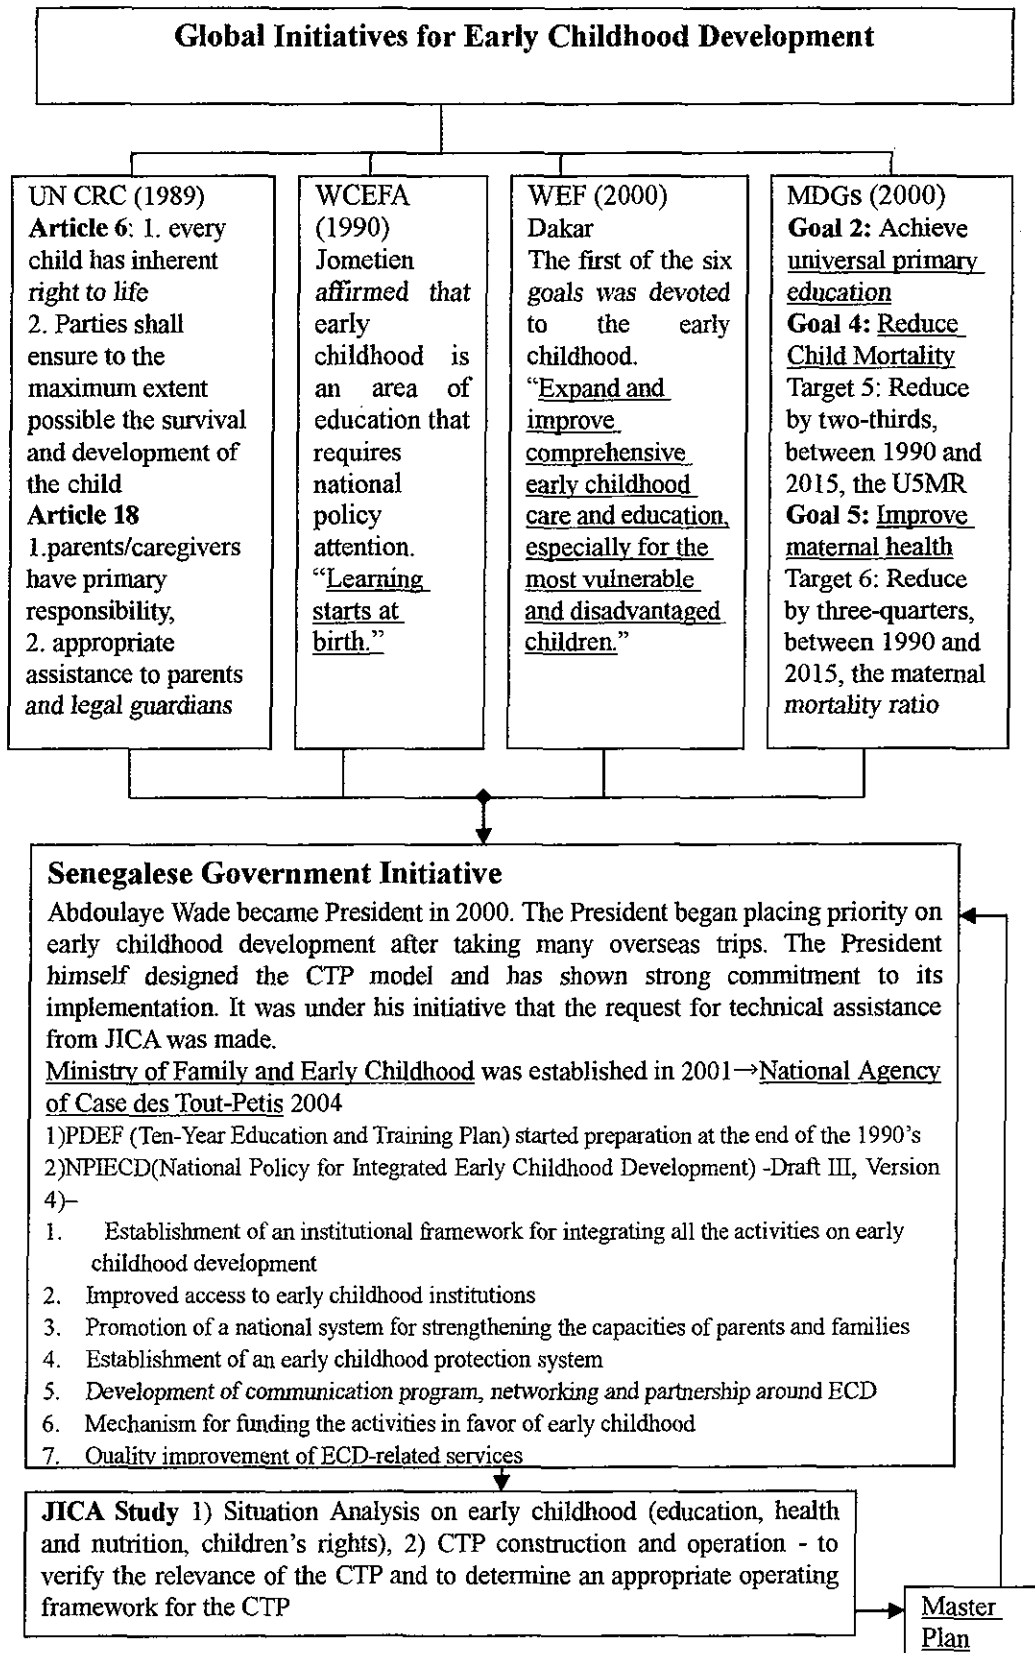 Global Initiatives for Early Childhood Development
UN CRC (1989)
Article 6: 1. every
child has inherent
right to life
2. Parties shall
ensure to the
maximum extent
possible the survival
and development of
the child
Article 18
1.parents/caregivers
have primary
responsibility,
2. appropriate
assistance to parents
and legal guardians
WCEFA
(1990)
Jometien
affirmed that
early
childhood is
an area of
education that
requires
national
policy
attention.
"Learning
starts at
birth."
WEF (2000)
Dakar
The first of the six
goals was devoted
to the early
childhood.
"Expand and
improve
comprehensive
early childhood
care and education,
especially for the
most vulnerable
and disadvantaged
children."
MDGs (2000)
Goal 2: Achieve
universal primary
education
Goal 4: Reduce
Child Mortality
Target 5: Reduce
by two-thirds,
between 1990 and
2015, the U5MR
Goal 5: Improve
maternal health
Target 6: Reduce
by three-quarters,
between 1990 and
2015, the maternal
mortality ratio
Senegalese Government Initiative
Abdoulaye Wade became President in 2000. The President began placing priority on
early childhood development after taking many overseas trips. The President
himself designed the CTP model and has shown strong commitment to its
implementation. It was under his initiative that the request for technical assistance
from JICA was made.
Ministry of Family and Early Childhood was established in 2001→National Agency
of Case des Tout-Petis 2004
1)PDEF (Ten-Year Education and Training Plan) started preparation at the end of the 1990's
2)NPIECD(National Policy for Integrated Early Childhood Development) -Draft III, Version
4)–
1. Establishment of an institutional framework for integrating all the activities on early
childhood development
2. Improved access to early childhood institutions
3. Promotion of a national system for strengthening the capacities of parents and families
4. Establishment of an early childhood protection system
5. Development of communication program, networking and partnership around ECD
6. Mechanism for funding the activities in favor of early childhood
7. Quality improvement of ECD-related services
JICA Study 1) Situation Analysis on early childhood (education, health
and nutrition, children's rights), 2) CTP construction and operation - to
verify the relevance of the CTP and to determine an appropriate operating
framework for the CTP
Master
Plan